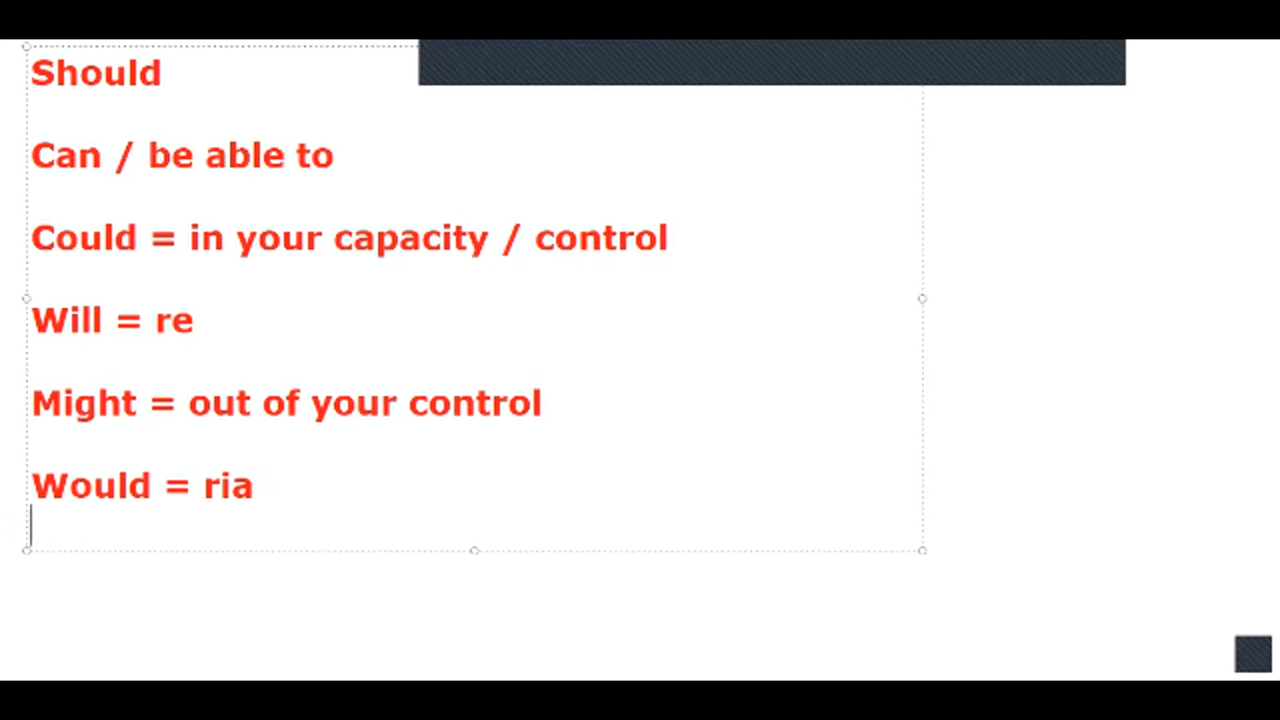 Should
Can / be able to
Could = in your capacity / control
Will = re
Might = out of your control
Would = ria